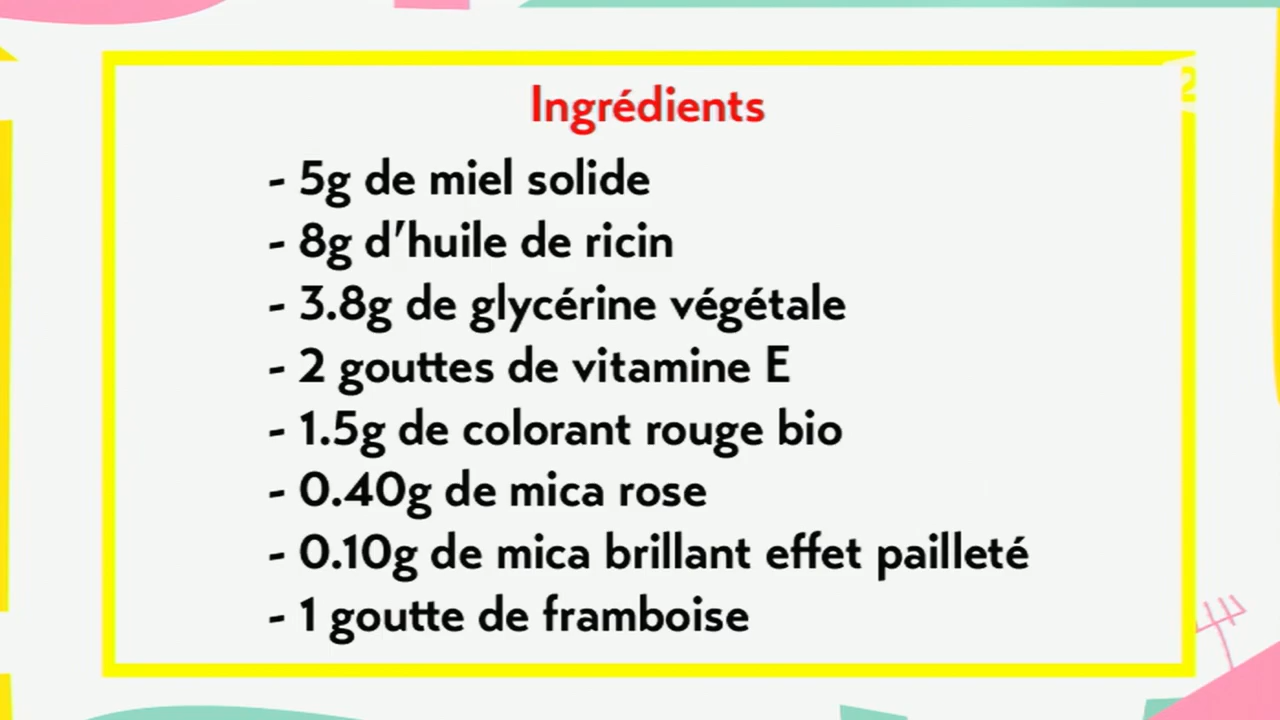 Ingrédients
2
- 5g de miel solide
- 8g d’huile de ricin
- 3.8g de glycérine végétale
- 2 gouttes de vitamine E
- 1.5g de colorant rouge bio
- 0.40g de mica rose
- 0.10g de mica brillant effet pailleté
- 1 goutte de framboise